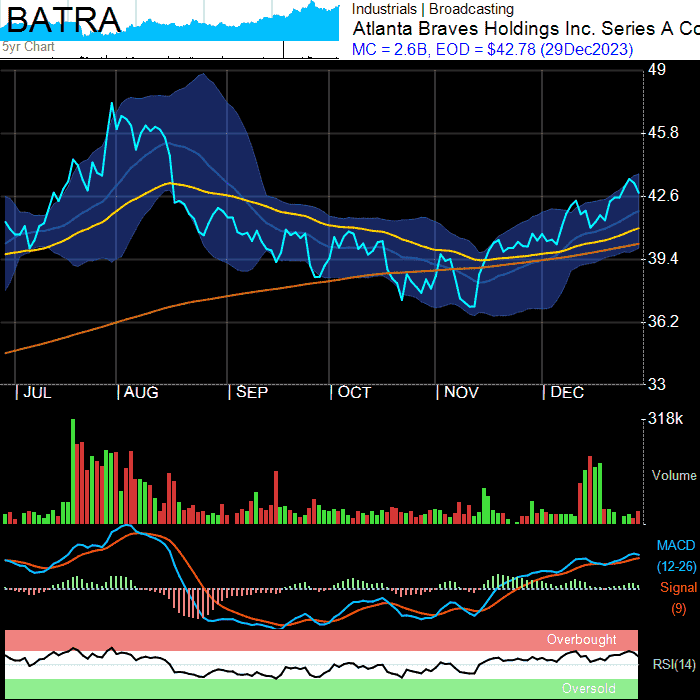 BATRA
5yr Chart
Industrials | Broadcasting
Atlanta Braves Holdings Inc. Series A Co
MC = 2.6B, EOD = $42.78 (29Dec2023)
49
45.8
42.6
39.4
36.2
33
JUL
AUG
SEP
OCT
NOV
DEC
318k
Volume
MACD
(12-26)
Signal
(9)
Overbought
RSI(14)
Oversold